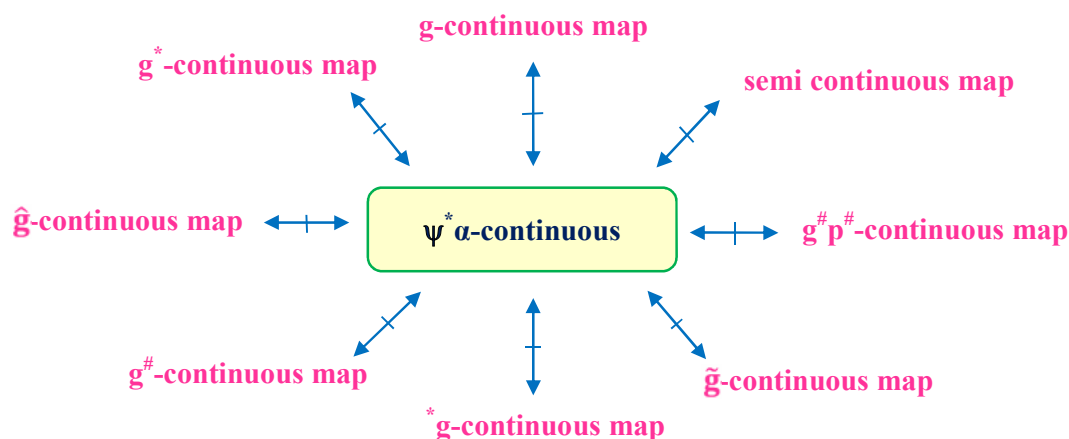 g-continuous map
g*-continuous map
semi continuous map
ĝ-continuous map
ψ*α-continuous
g#p#-continuous map
g#-continuous map
g̃-continuous map
*g-continuous map